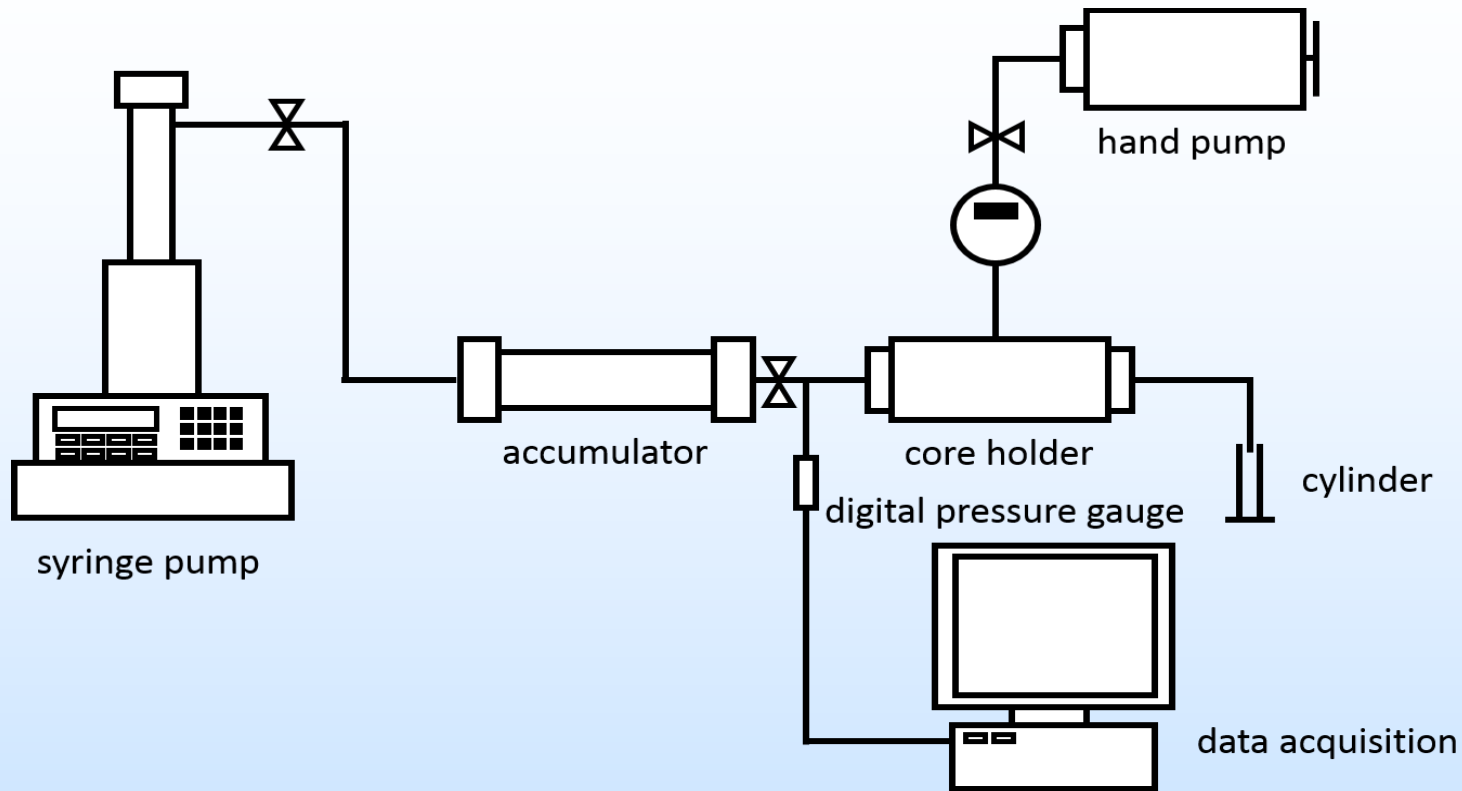 hand pump
accumulator
core holder
cylinder
digital pressure gauge
syringe pump
data acquisition